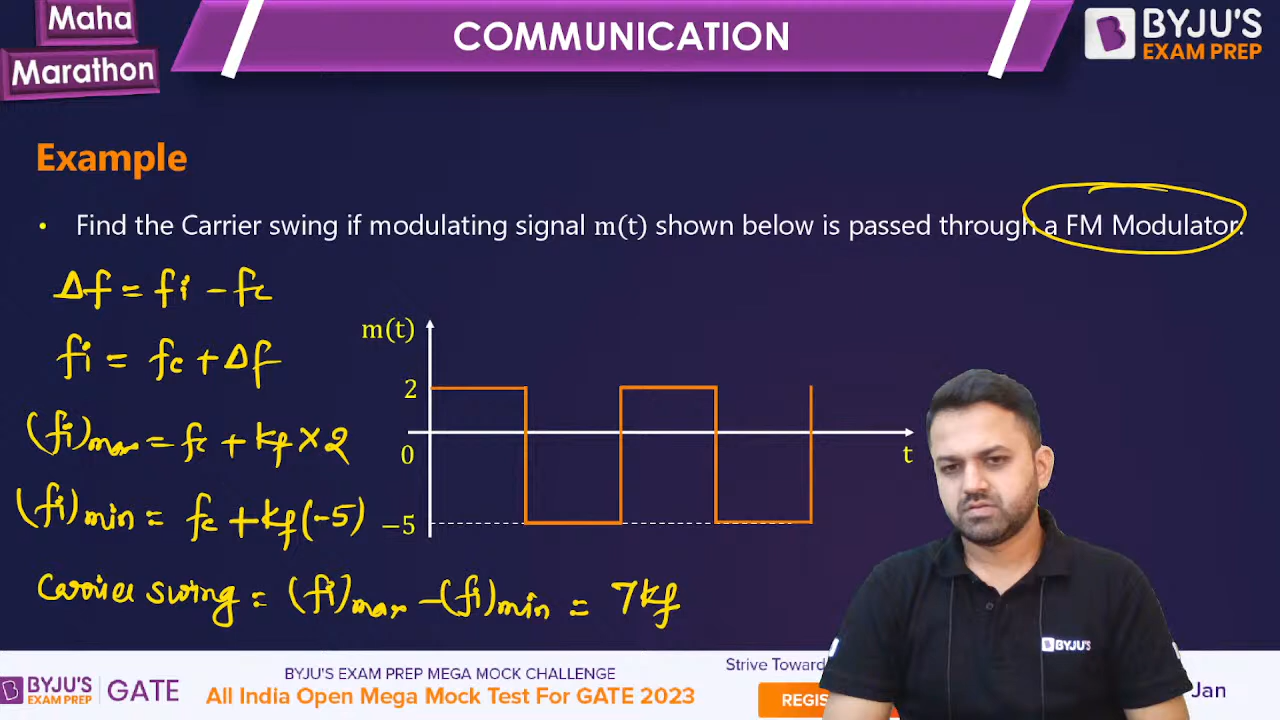 Maha
Marathon
COMMUNICATION
BYJU'S
EXAM PREP
Example
• Find the Carrier swing if modulating signal m(t) shown below is passed through a FM Modulator.
Δf = fi - fc
fi = fc + Δf
(fi)max = fc + kf × 2
(fi)min = fc + kf(-5)
Carrier swing = (fi)max - (fi)min = 7kf
m(t)
2
0
t
−5
BYJU'S
BYJU'S
EXAM PREP
GATE
BYJU'S EXAM PREP MEGA MOCK CHALLENGE
All India Open Mega Mock Test For GATE 2023
Strive Toward
REGIS
Jan